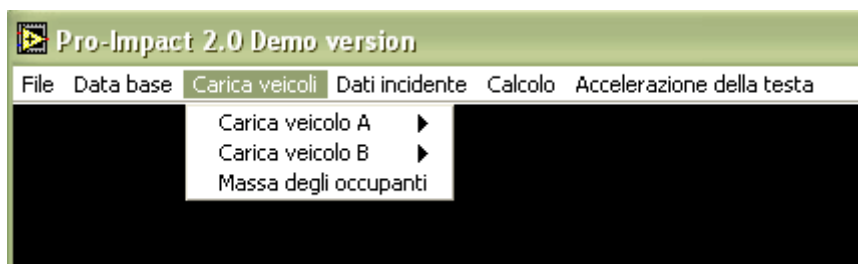 Pro-Impact 2.0 Demo version
File Data base Carica veicoli Dati incidente Calcolo Accelerazione della testa
Carica veicolo A
Carica veicolo B
Massa degli occupanti